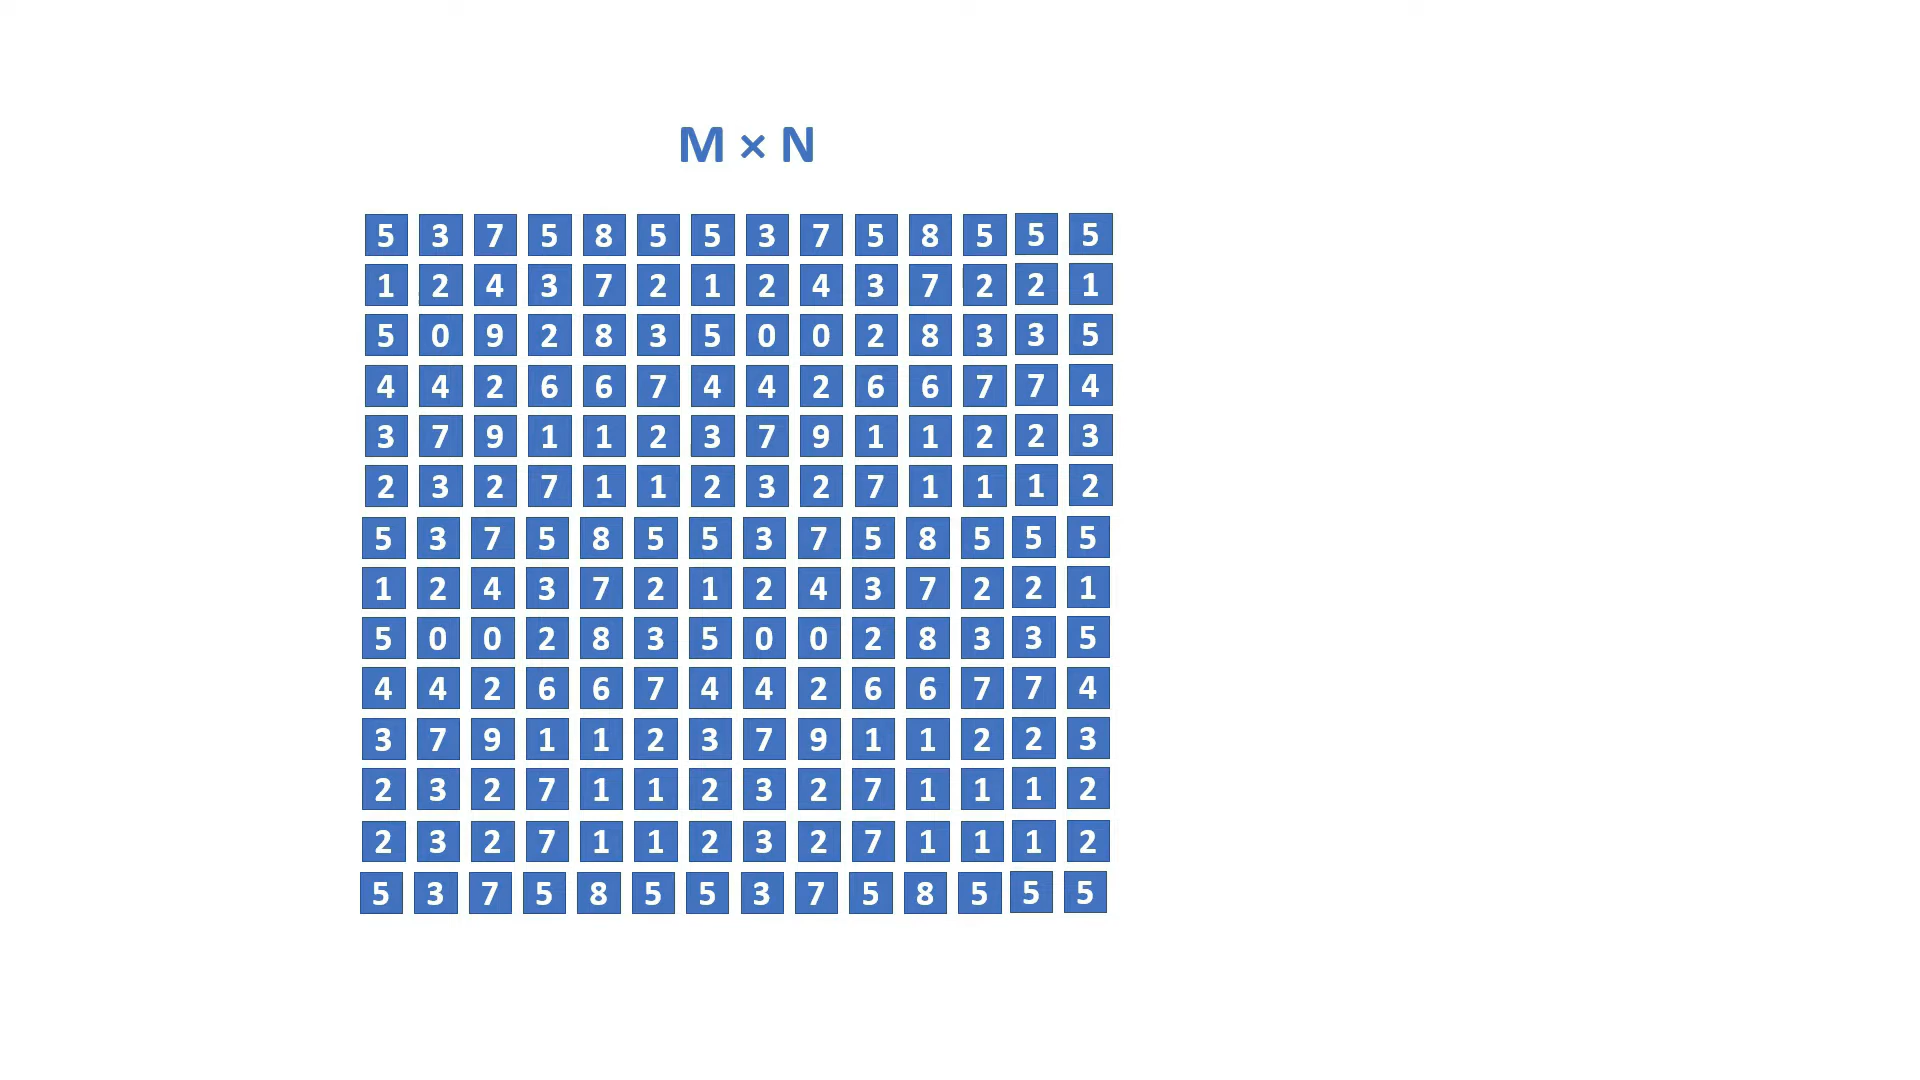 M × N
5 3 7 5 8 5 5 3 7 5 8 5 5 5
1 2 4 3 7 2 1 2 4 3 7 2 2 1
5 0 9 2 8 3 5 0 0 2 8 3 3 5
4 4 2 6 6 7 4 4 2 6 6 7 7 4
3 7 9 1 1 2 3 7 9 1 1 2 2 3
2 3 2 7 1 1 2 3 2 7 1 1 1 2
5 3 7 5 8 5 5 3 7 5 8 5 5 5
1 2 4 3 7 2 1 2 4 3 7 2 2 1
5 0 0 2 8 3 5 0 0 2 8 3 3 5
4 4 2 6 6 7 4 4 2 6 6 7 7 4
3 7 9 1 1 2 3 7 9 1 1 2 2 3
2 3 2 7 1 1 2 3 2 7 1 1 1 2
2 3 2 7 1 1 2 3 2 7 1 1 1 2
5 3 7 5 8 5 5 3 7 5 8 5 5 5